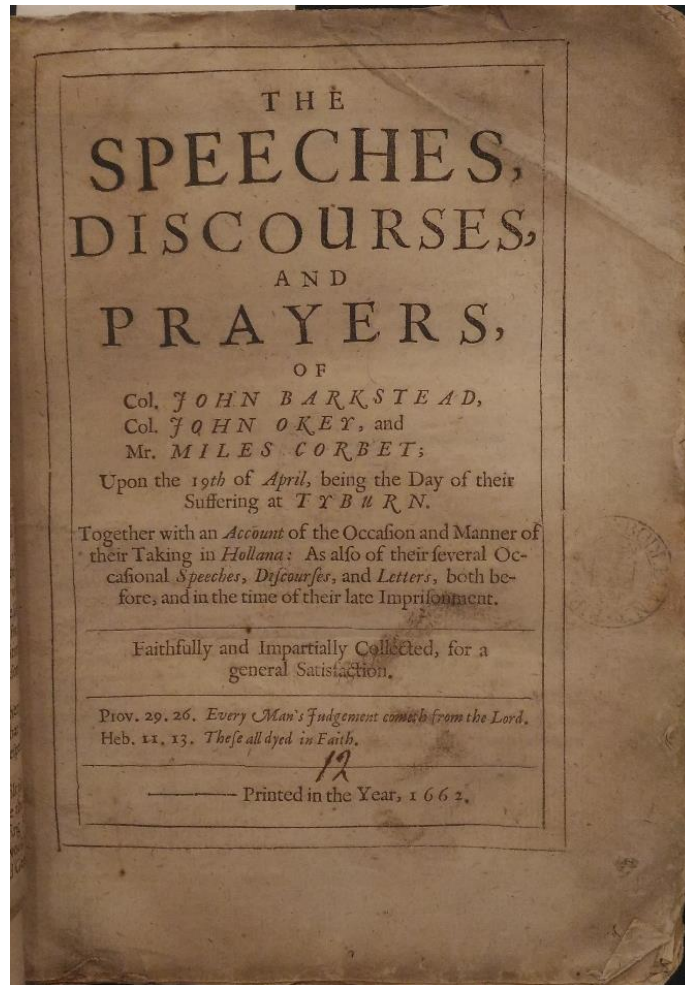 THE
SPEECHES,
DISCOURSES,
AND
PRAYERS,
OF
Col. JOHN BARKSTEAD,
Col. JOHN OKEY, and
Mr. MILES CORBET;
Upon the 19th of April, being the Day of their
Suffering at TYBURN.
Together with an Account of the Occaſion and Manner of
their Taking in Hollana: As alſo of their ſeveral Oc-
caſional Speeches, Diſcourſes, and Letters, both be-
fore, and in the time of their late Impriſonment.
Faithfully and Impartially Collected, for a
general Satisfaction.
Prov. 29. 26. Every Man's Judgement cometh from the Lord.
Heb. 11. 13. Theſe all dyed in Faith.
12
Printed in the Year, 1662.